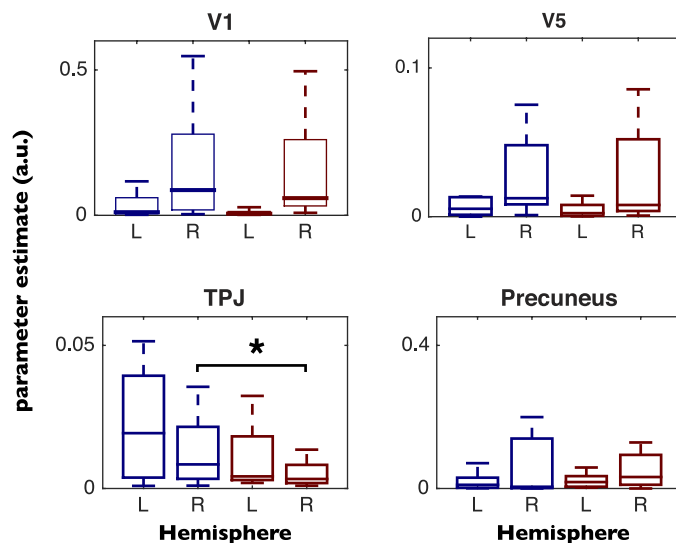 V1
V5
0.5
0
L R L R
0.1
0
L R L R
parameter estimate (a.u.)
TPJ
Precuneus
0.05
0
*
L R L R
0.4
0
L R L R
Hemisphere
Hemisphere